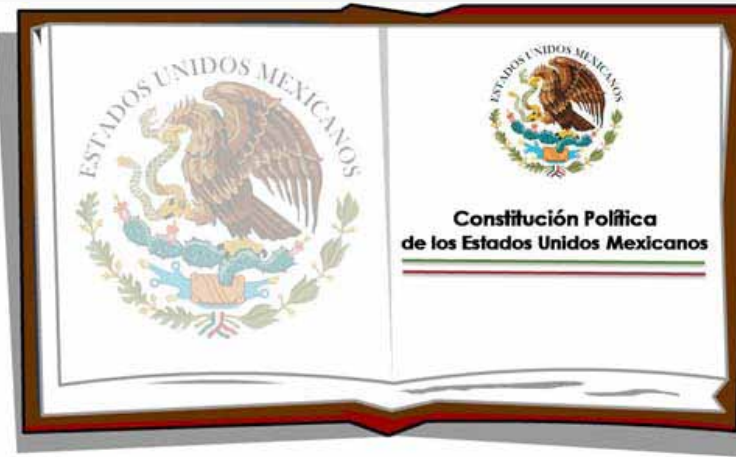 ESTADOS UNIDOS MEXICANOS
ESTADOS UNIDOS MEXICANOS
Constitución Política
de los Estados Unidos Mexicanos